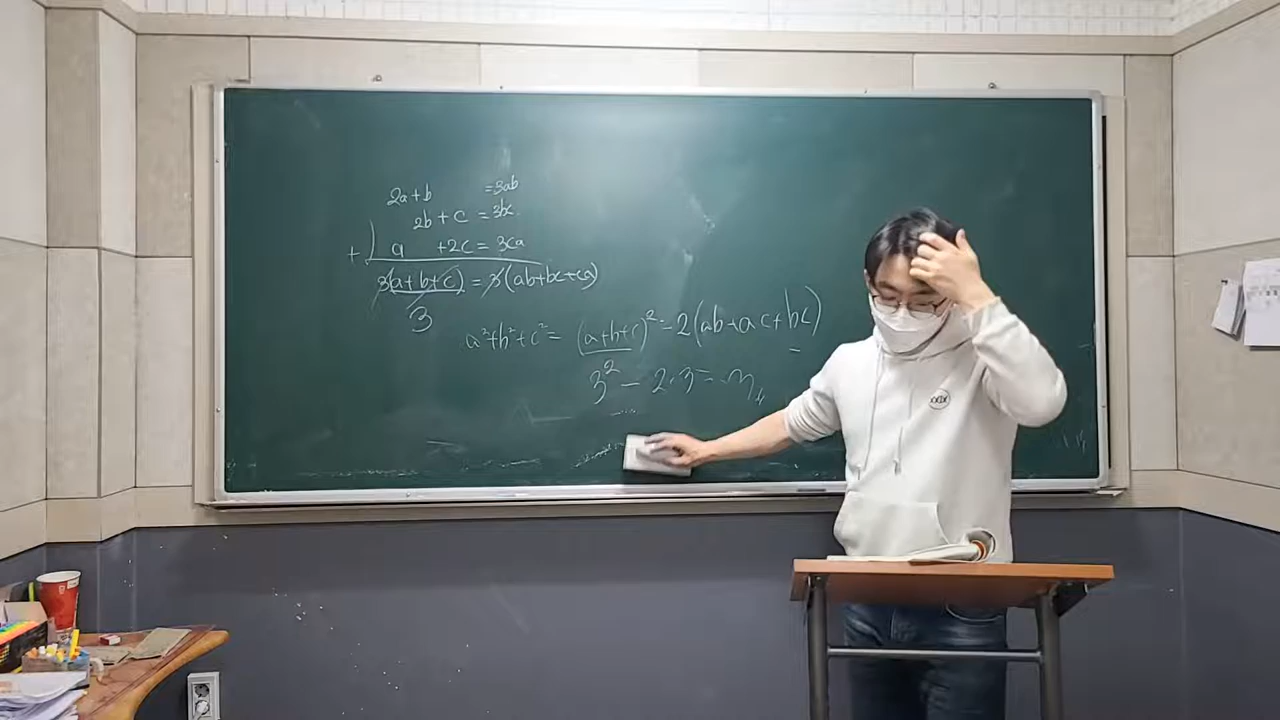 2a+b =3ab
2b+c =3bc
+) a +2c=3ca
3(a+b+c) = 3(ab+bc+ca)
3
a²+b²+c²= (a+b+c)²-2(ab+ac+bc)
3² - 2·3 = 3